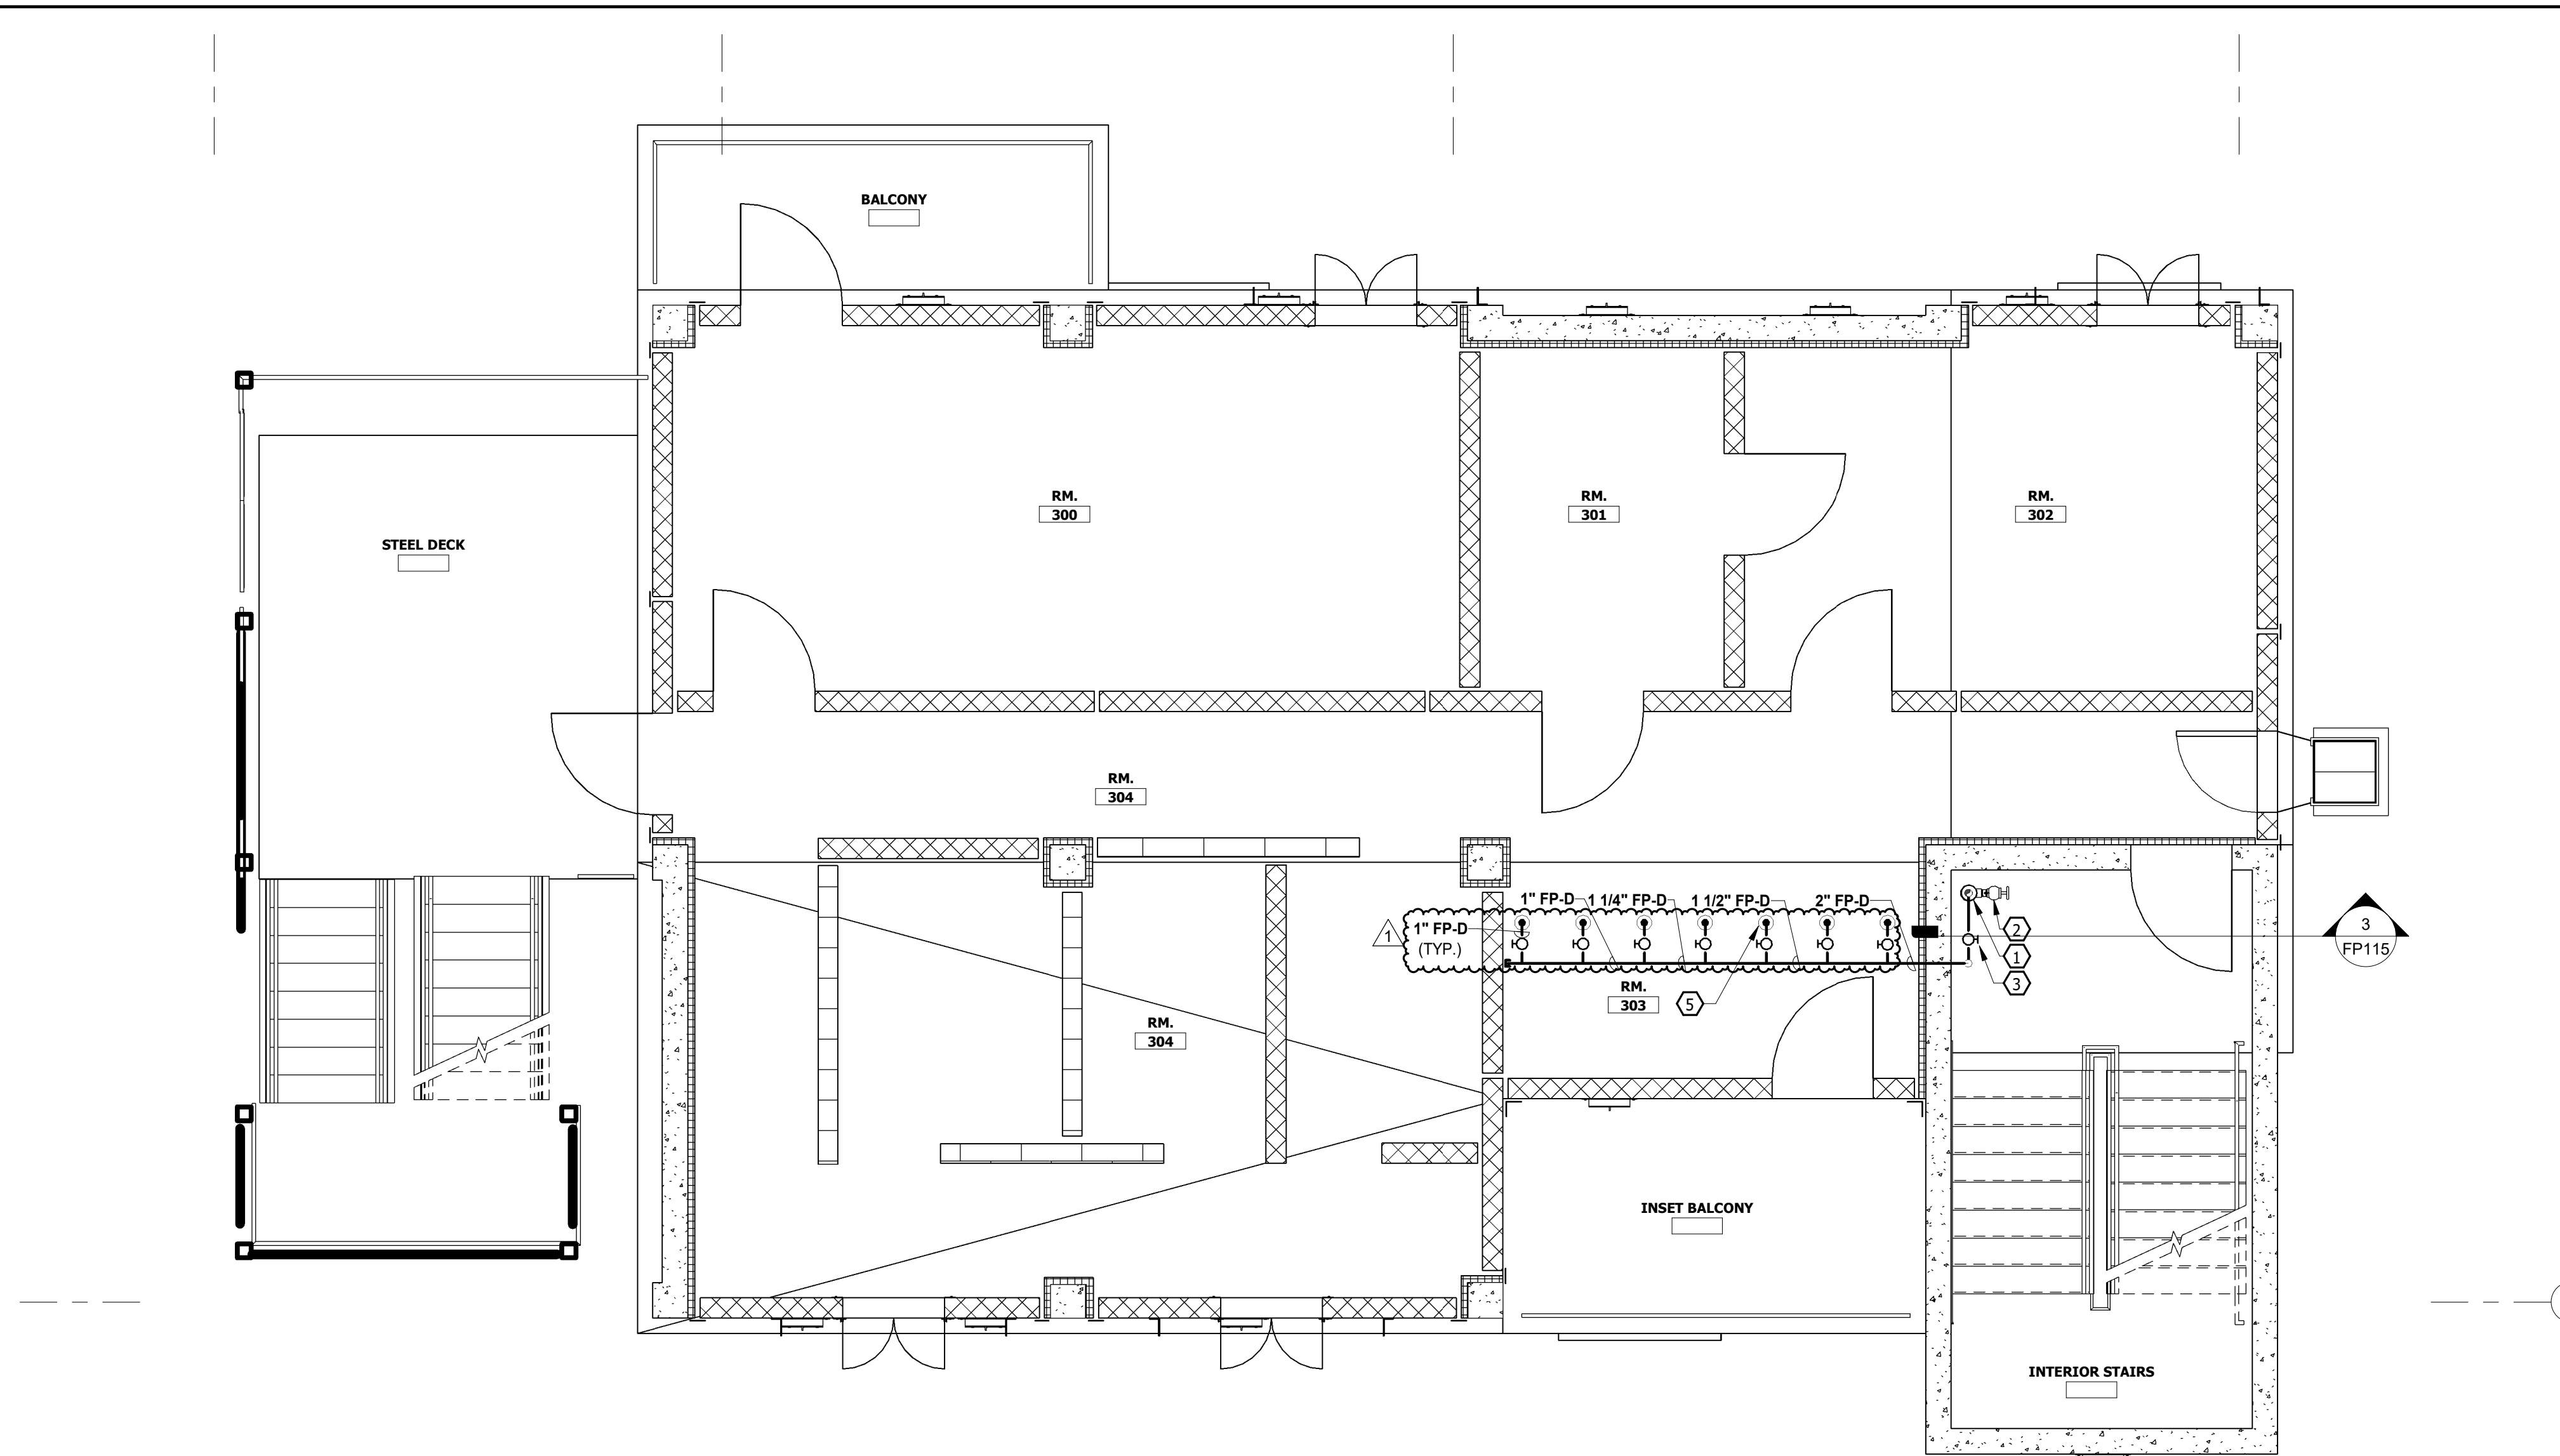 BALCONY
RM.
300
RM.
301
RM.
302
STEEL DECK
RM.
304
1" FP-D
1 1/4" FP-D
1 1/2" FP-D
2" FP-D
1
1" FP-D
(TYP.)
2
1
3
3
FP115
RM.
303
5
RM.
304
INSET BALCONY
INTERIOR STAIRS